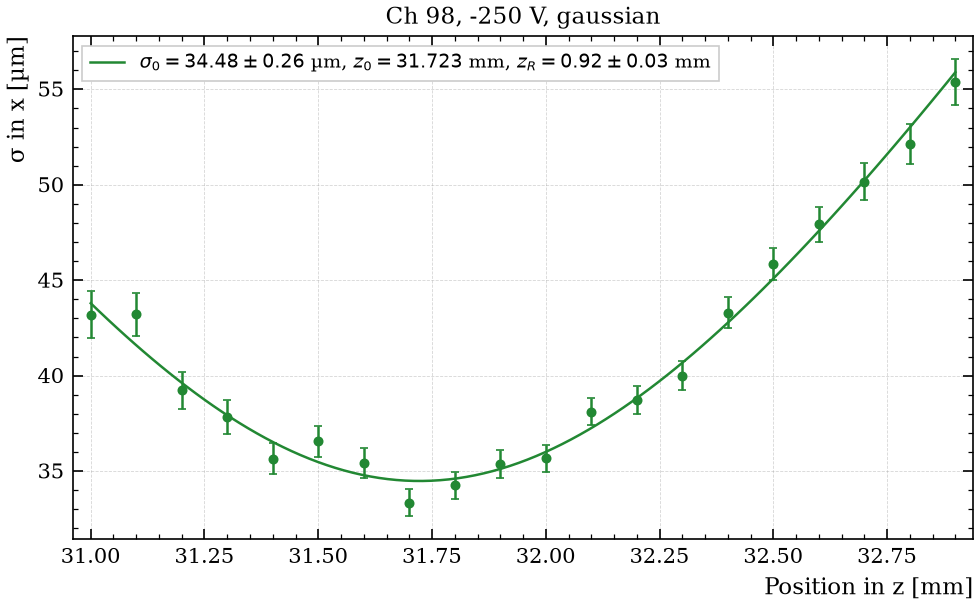 Ch 98, -250 V, gaussian
σ₀ = 34.48 ± 0.26 µm, z₀ = 31.723 mm, z_R = 0.92 ± 0.03 mm
σ in x [µm]
55
50
45
40
35
31.00 31.25 31.50 31.75 32.00 32.25 32.50 32.75
Position in z [mm]